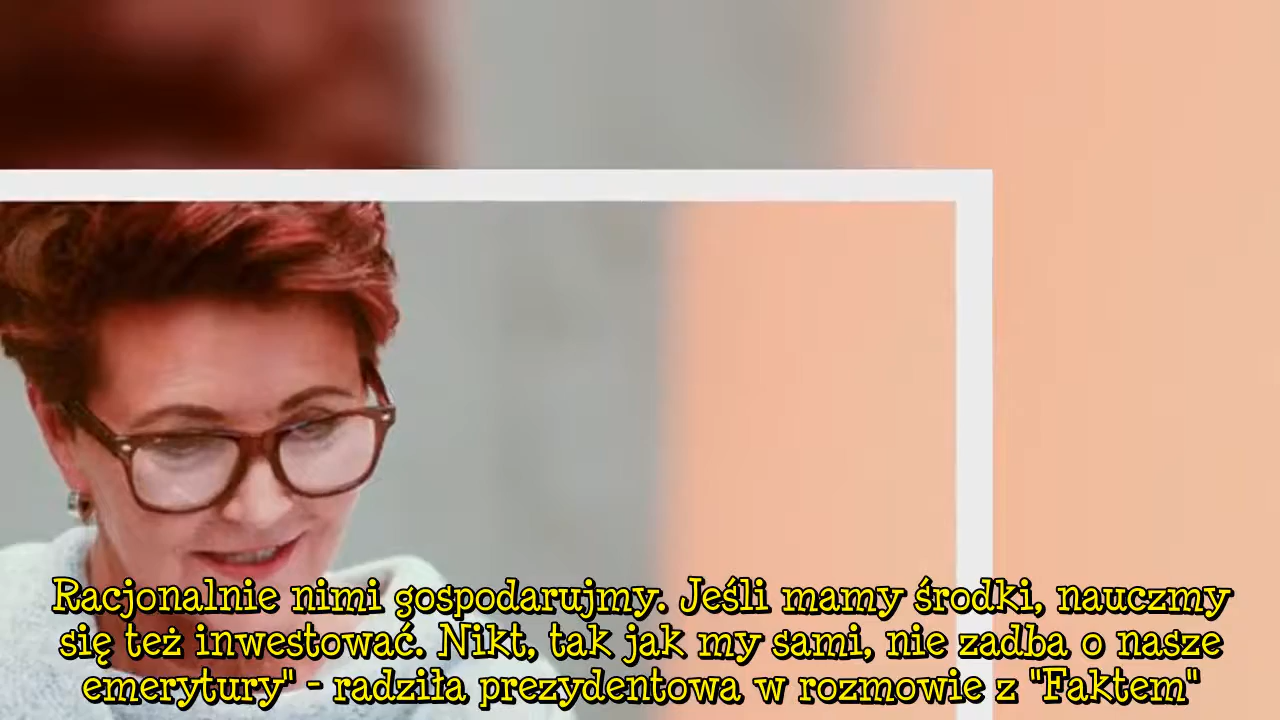 Racjonalnie nimi gospodarujmy. Jeśli mamy środki, nauczmy
się też inwestować. Nikt, tak jak my sami, nie zadba o nasze
emerytury" - radziła prezydentowa w rozmowie z "Faktem"